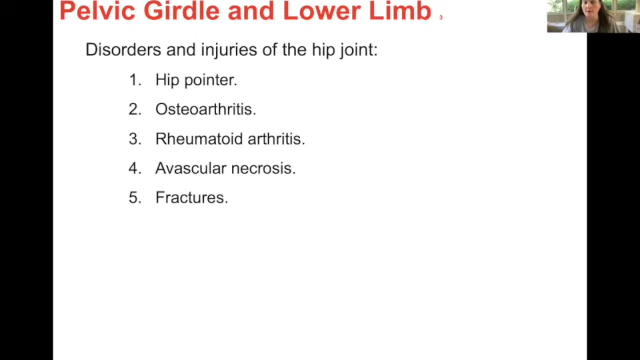 Pelvic Girdle and Lower Limb 3
Disorders and injuries of the hip joint:
1. Hip pointer.
2. Osteoarthritis.
3. Rheumatoid arthritis.
4. Avascular necrosis.
5. Fractures.